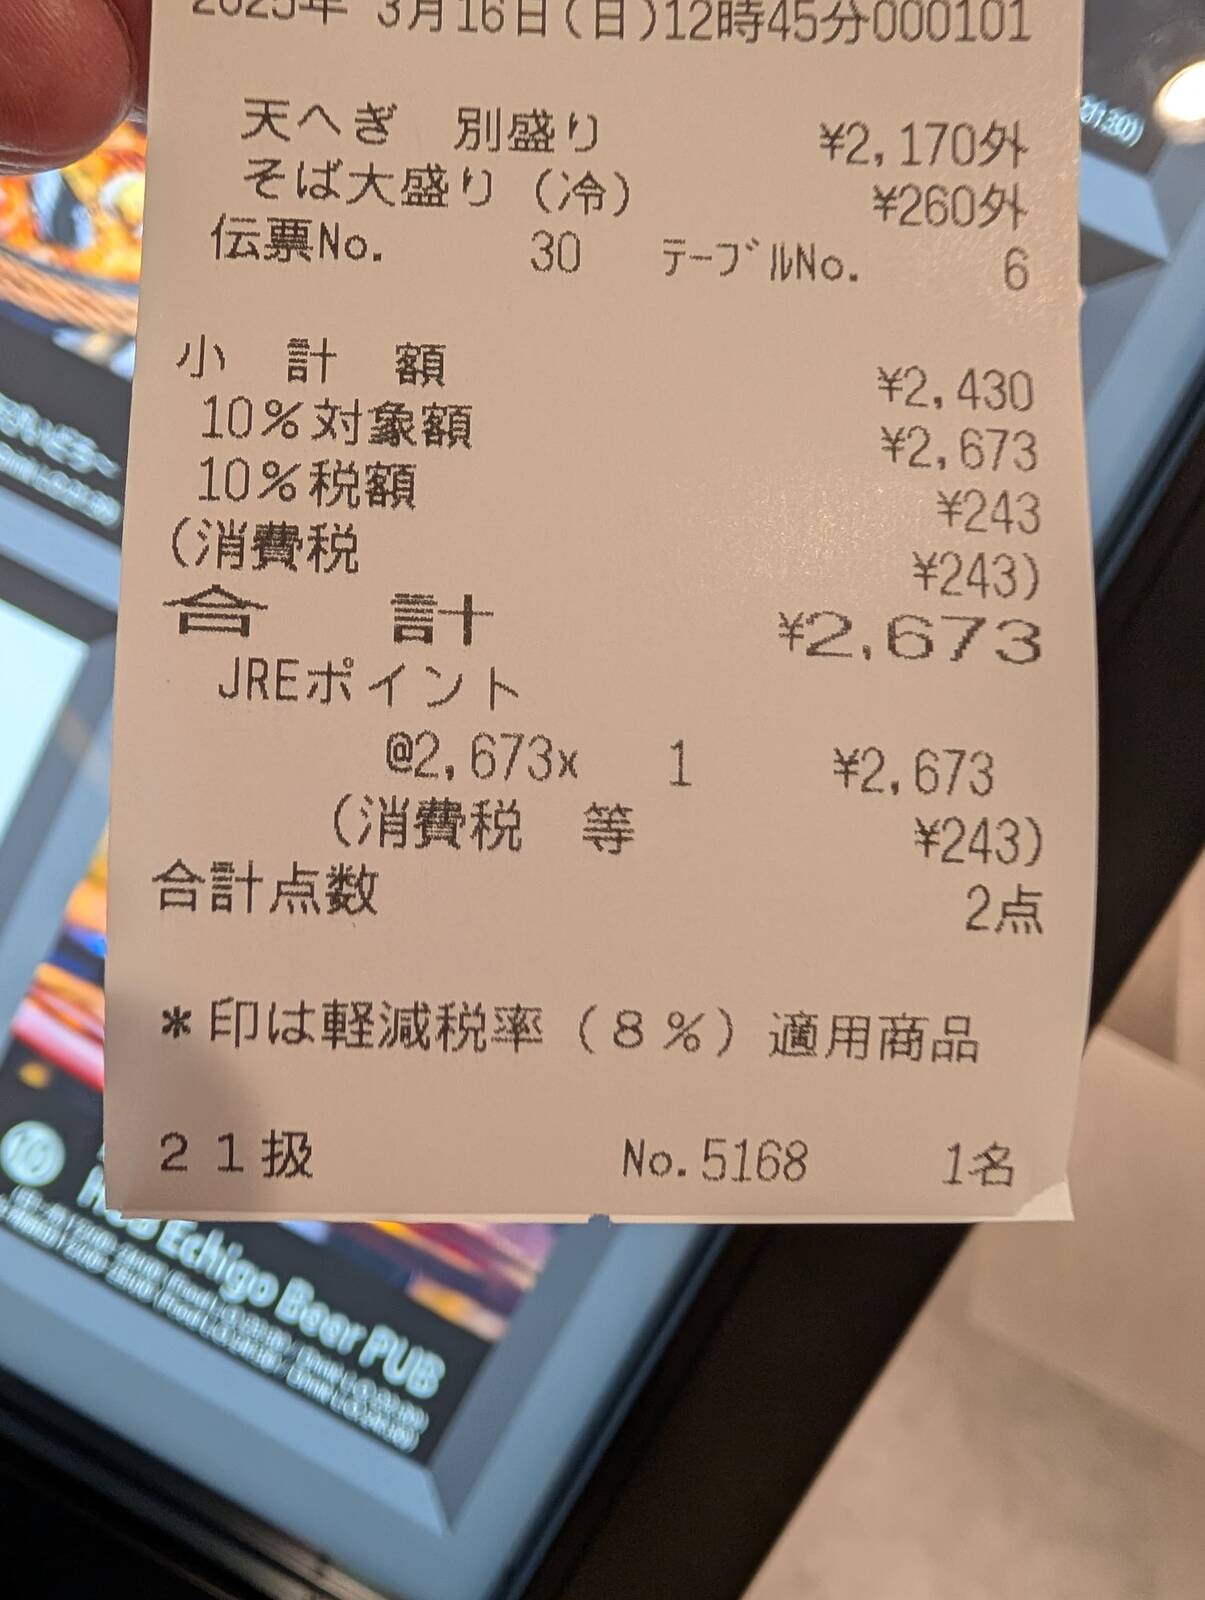 2025年 3月16日(日)12時45分000101
天へぎ 別盛り ¥2,170外
そば大盛り(冷) ¥260外
伝票No. 30 テーブルNo. 6
小計額 ¥2,430
10%対象額 ¥2,673
10%税額 ¥243
(消費税 ¥243)
合計 ¥2,673
JREポイント
@2,673x 1 ¥2,673
(消費税 等 ¥243)
合計点数 2点
*印は軽減税率(8%)適用商品
21扱 No.5168 1名
Echigo Beer PUB